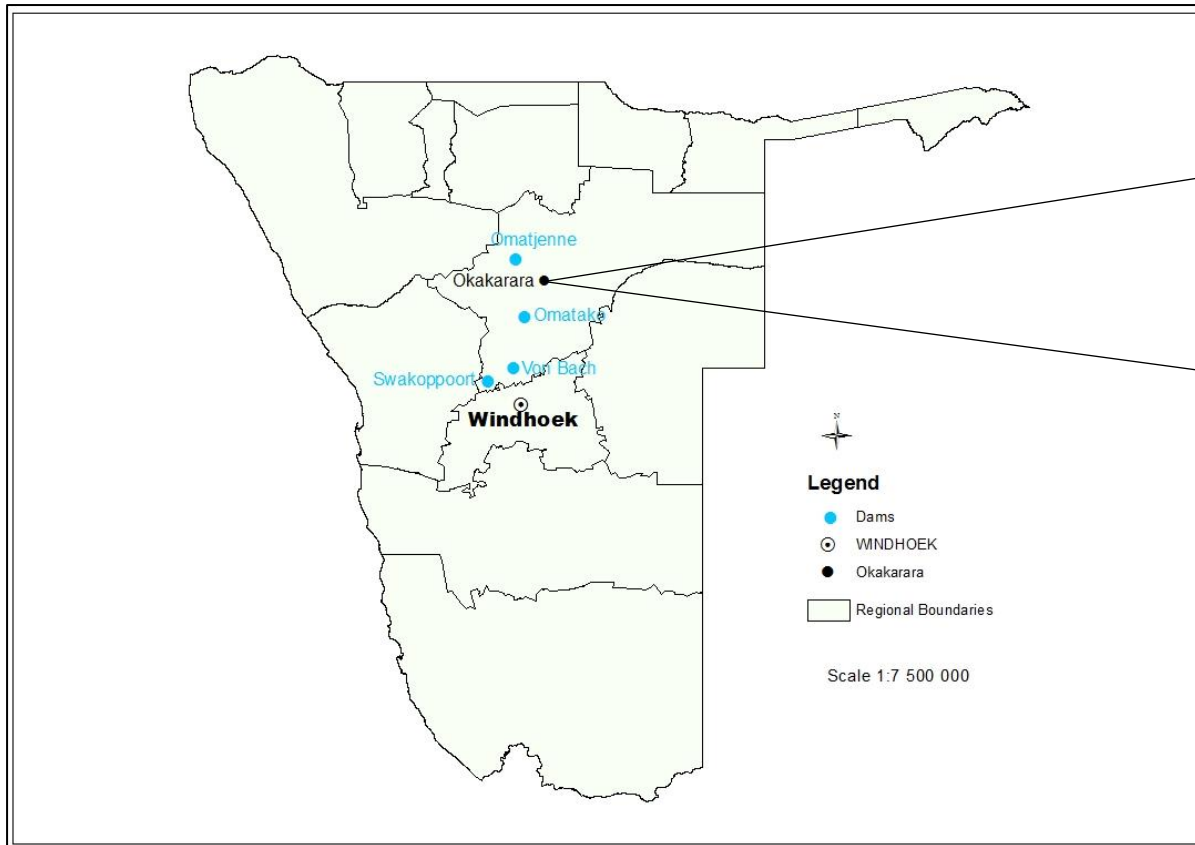 Omatjenne
Okakarara
Omatako
Von Bach
Swakoppoort
Windhoek
N
Legend
Dams
WINDHOEK
Okakarara
Regional Boundaries
Scale 1:7 500 000